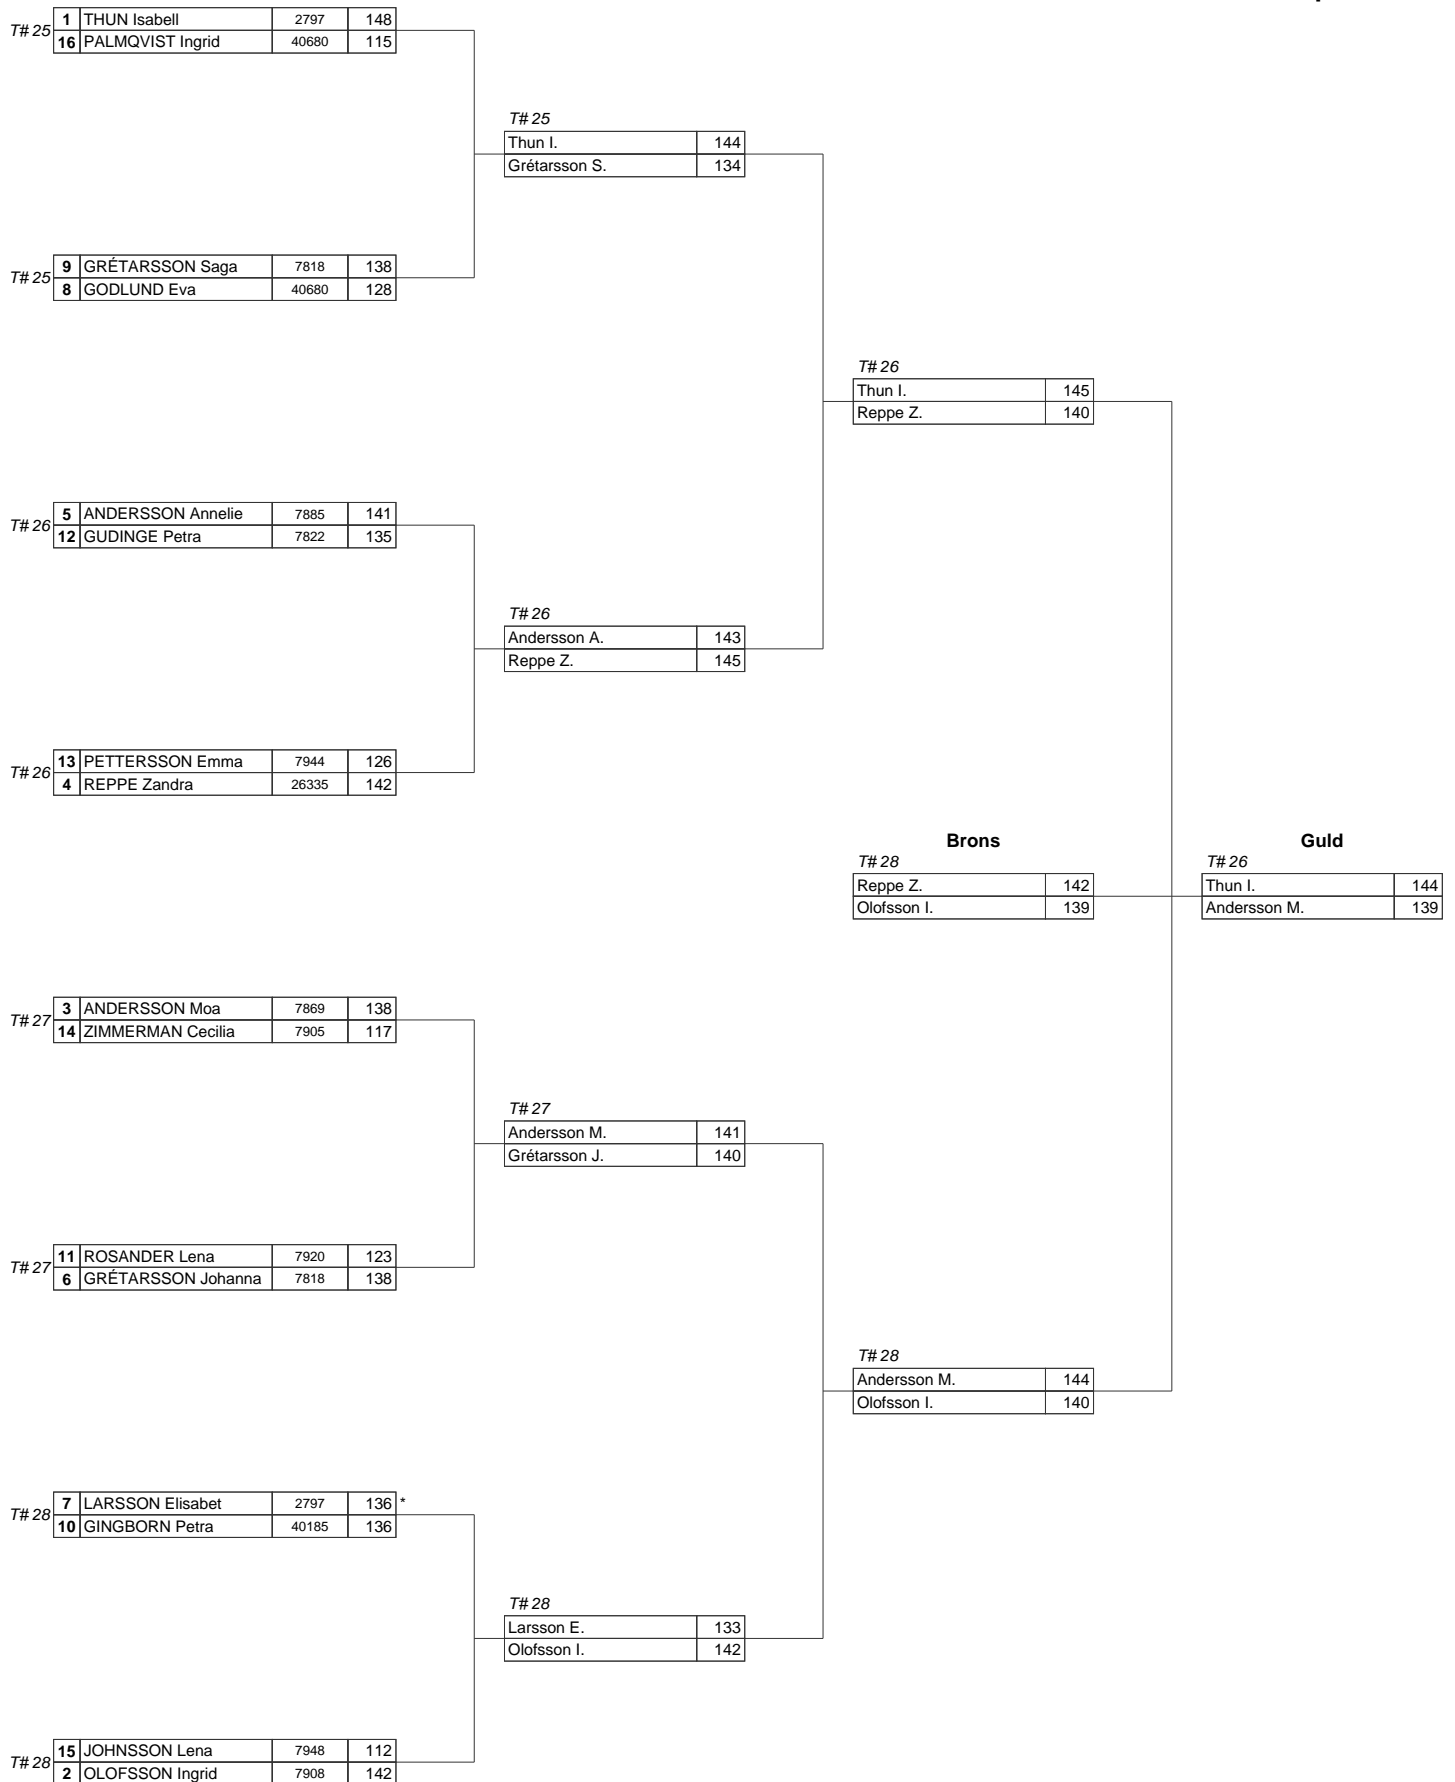 T# 25
1 THUN Isabell 2797 148
16 PALMQVIST Ingrid 40680 115
T# 25
Thun I. 144
Grétarsson S. 134
T# 25
9 GRÉTARSSON Saga 7818 138
8 GODLUND Eva 40680 128
T# 26
Thun I. 145
Reppe Z. 140
T# 26
5 ANDERSSON Annelie 7885 141
12 GUDINGE Petra 7822 135
T# 26
Andersson A. 143
Reppe Z. 145
T# 26
13 PETTERSSON Emma 7944 126
4 REPPE Zandra 26335 142
Brons
T# 28
Reppe Z. 142
Olofsson I. 139
Guld
T# 26
Thun I. 144
Andersson M. 139
T# 27
3 ANDERSSON Moa 7869 138
14 ZIMMERMAN Cecilia 7905 117
T# 27
Andersson M. 141
Grétarsson J. 140
T# 27
11 ROSANDER Lena 7920 123
6 GRÉTARSSON Johanna 7818 138
T# 28
Andersson M. 144
Olofsson I. 140
T# 28
7 LARSSON Elisabet 2797 136 *
10 GINGBORN Petra 40185 136
T# 28
Larsson E. 133
Olofsson I. 142
T# 28
15 JOHNSSON Lena 7948 112
2 OLOFSSON Ingrid 7908 142